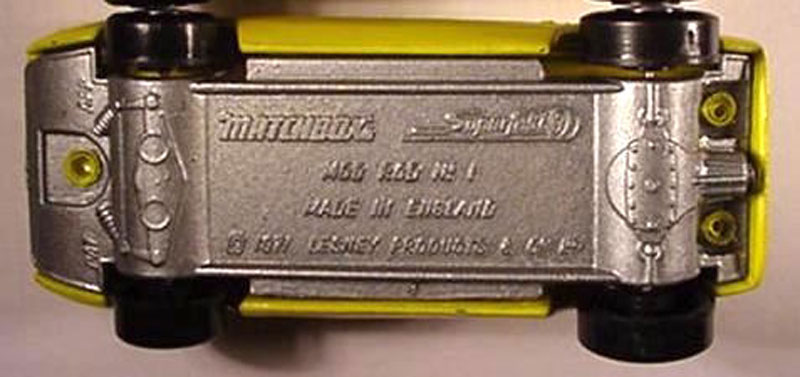 MATCHBOX Superfast
MOD ROD No 1
MADE IN ENGLAND
© 1971 LESNEY PRODUCTS & CO LTD